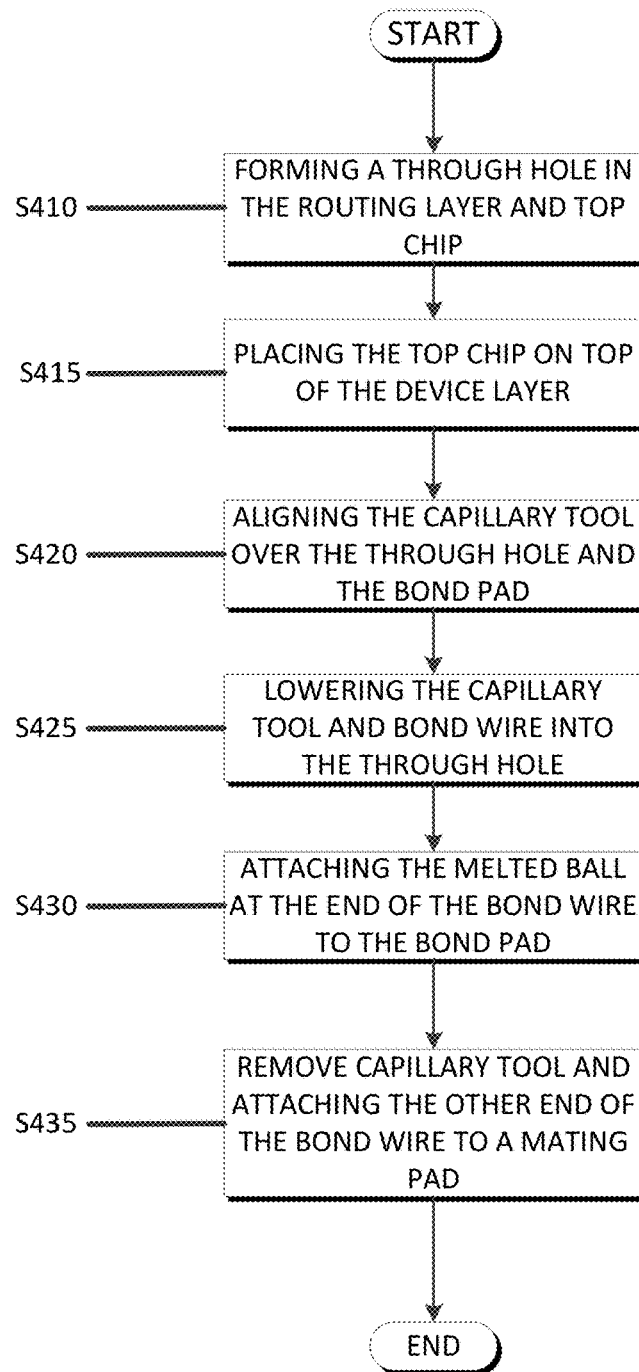 START
S410
FORMING A THROUGH HOLE IN
THE ROUTING LAYER AND TOP
CHIP
S415
PLACING THE TOP CHIP ON TOP
OF THE DEVICE LAYER
S420
ALIGNING THE CAPILLARY TOOL
OVER THE THROUGH HOLE AND
THE BOND PAD
S425
LOWERING THE CAPILLARY
TOOL AND BOND WIRE INTO
THE THROUGH HOLE
S430
ATTACHING THE MELTED BALL
AT THE END OF THE BOND WIRE
TO THE BOND PAD
S435
REMOVE CAPILLARY TOOL AND
ATTACHING THE OTHER END OF
THE BOND WIRE TO A MATING
PAD
END